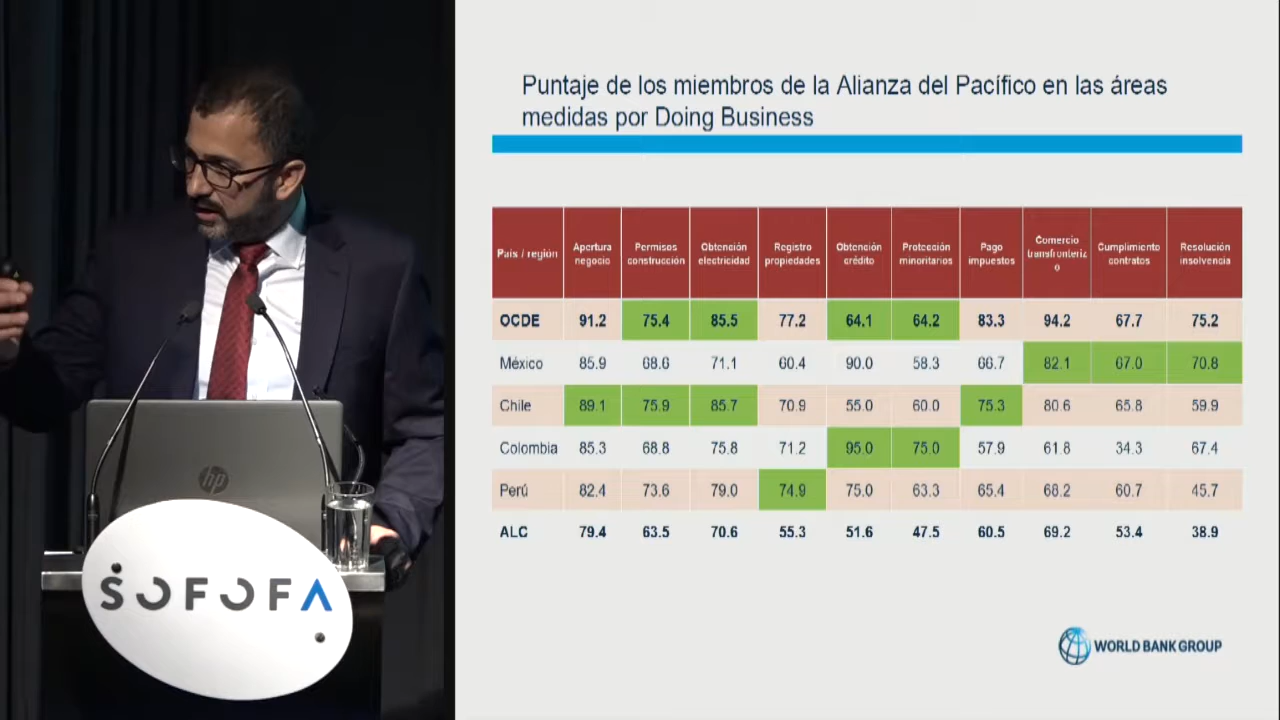 Puntaje de los miembros de la Alianza del Pacífico en las áreas
medidas por Doing Business
País / región Apertura negocio Permisos construcción Obtención electricidad Registro propiedades Obtención crédito Protección minoritarios Pago impuestos Comercio transfronterizo Cumplimiento contratos Resolución insolvencia
OCDE 91.2 75.4 85.5 77.2 64.1 64.2 83.3 94.2 67.7 75.2
México 85.9 68.6 71.1 60.4 90.0 58.3 66.7 82.1 67.0 70.8
Chile 89.1 75.9 85.7 70.9 55.0 60.0 75.3 80.6 65.8 59.9
Colombia 85.3 68.8 75.8 71.2 95.0 75.0 57.9 61.8 34.3 67.4
Perú 82.4 73.6 79.0 74.9 75.0 63.3 65.4 68.2 60.7 45.7
ALC 79.4 63.5 70.6 55.3 51.6 47.5 60.5 69.2 53.4 38.9
WORLD BANK GROUP
hp
SOFOFA